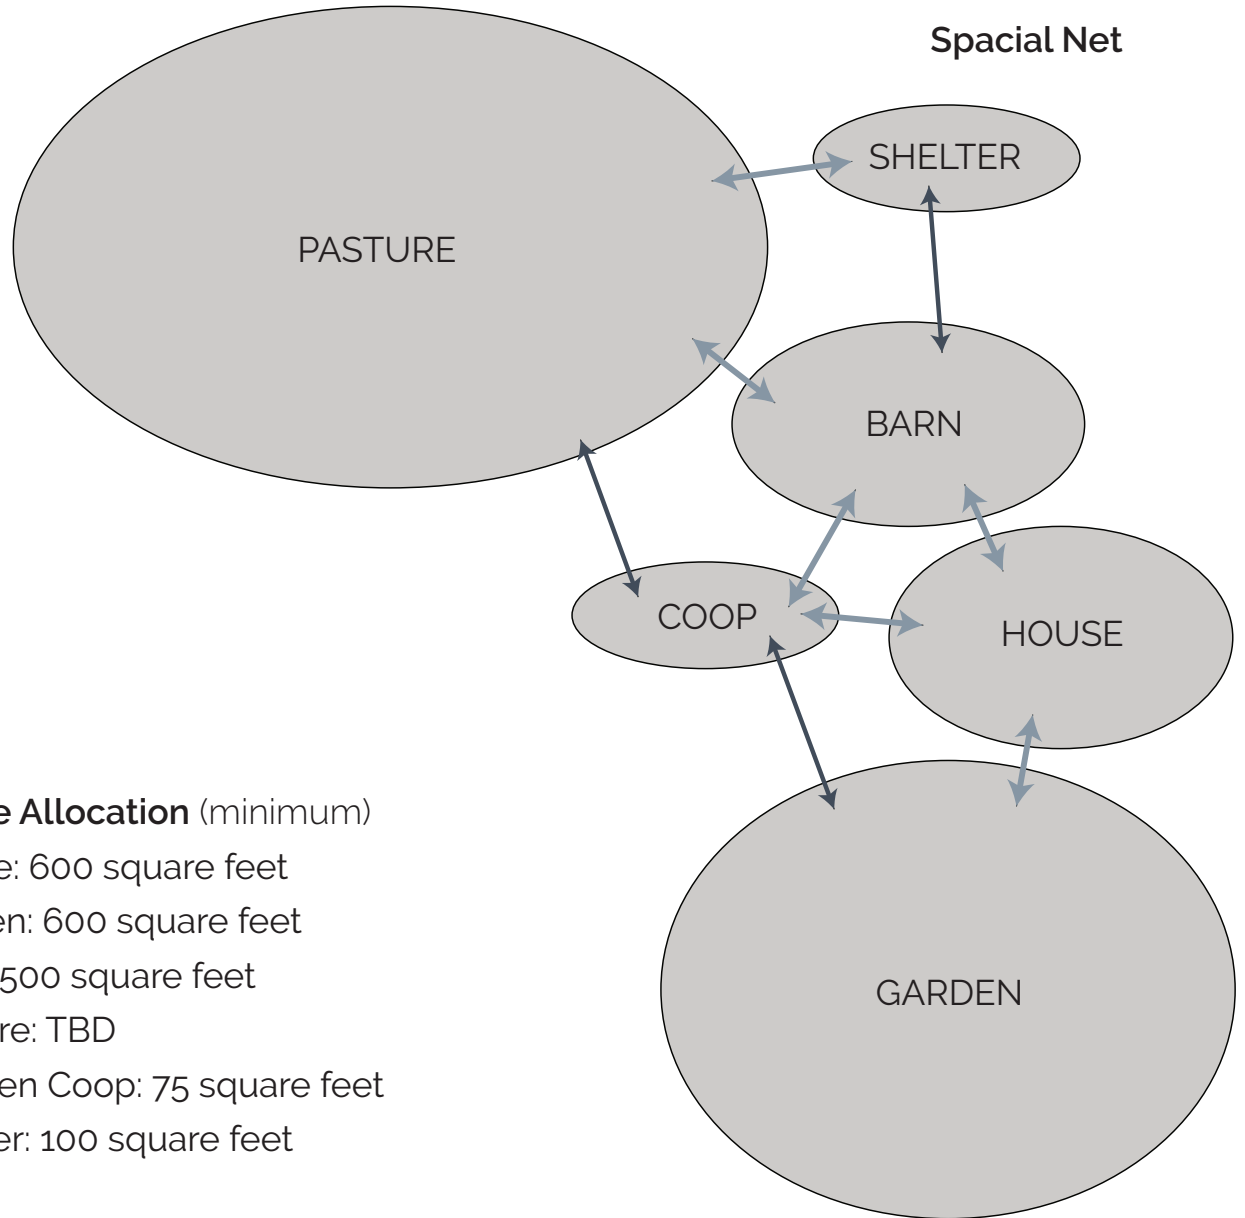 Spacial Net
SHELTER
PASTURE
BARN
COOP
HOUSE
GARDEN
e Allocation (minimum)
e: 600 square feet
en: 600 square feet
500 square feet
re: TBD
en Coop: 75 square feet
er: 100 square feet